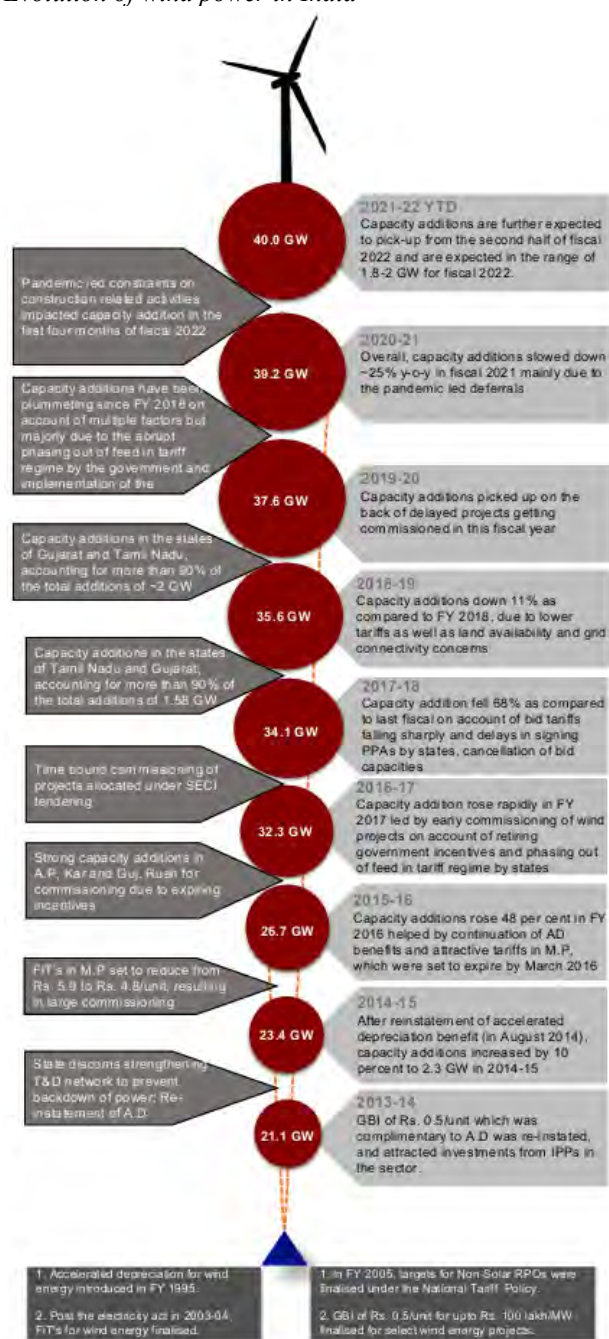 Evolution of wind power in India
40.0 GW
2021-22 YTD
Capacity additions are further expected
to pick-up from the second half of fiscal
2022 and are expected in the range of
1.8-2 GW for fiscal 2022.
Pandemic led constraints on
construction related activities
impacted capacity addition in the
first four months of fiscal 2022
39.2 GW
2020-21
Overall, capacity additions slowed down
~25% y-o-y in fiscal 2021 mainly due to
the pandemic led deferrals
Capacity additions have been
plummeting since FY 2018 on
account of multiple factors but
majorly due to the abrupt
phasing out of feed in tariff
regime by the government and
implementation of the
37.6 GW
2019-20
Capacity additions picked up on the
back of delayed projects getting
commissioned in this fiscal year
Capacity additions in the states
of Gujarat and Tamil Nadu,
accounting for more than 90% of
the total additions of ~2 GW
35.6 GW
2018-19
Capacity additions down 11% as
compared to FY 2018, due to lower
tariffs as well as land availability and grid
connectivity concerns
Capacity additions in the states
of Tamil Nadu and Gujarat,
accounting for more than 90% of
the total additions of 1.58 GW
34.1 GW
2017-18
Capacity addition fell 68% as compared
to last fiscal on account of bid tariffs
falling sharply and delays in signing
PPAs by states, cancellation of bid
capacities
Time bound commissioning of
projects allocated under SECI
tendering
32.3 GW
2016-17
Capacity addition rose rapidly in FY
2017 led by early commissioning of wind
projects on account of retiring
government incentives and phasing out
of feed in tariff regime by states
Strong capacity additions in
A.P, Kar and Guj. Rush for
commissioning due to expiring
incentives
26.7 GW
2015-16
Capacity additions rose 48 per cent in FY
2016 helped by continuation of AD
benefits and attractive tariffs in M.P,
which were set to expire by March 2016
FIT's in M.P set to reduce from
Rs. 5.9 to Rs. 4.8/unit, resulting
in large commissioning
23.4 GW
2014-15
After reinstatement of accelerated
depreciation benefit (in August 2014),
capacity additions increased by 10
percent to 2.3 GW in 2014-15
State discoms strengthening
T&D network to prevent
backdown of power; Re-
instatement of A.D
21.1 GW
2013-14
GBI of Rs. 0.5/unit which was
complimentary to A.D was re-instated,
and attracted investments from IPPs in
the sector.
1. Accelerated depreciation for wind
energy introduced in FY 1995.
2. Post the electricity act in 2003-04,
FiT's for wind energy finalised.
1. In FY 2005, targets for Non-Solar RPOs were
finalised under the National Tariff Policy.
2. GBI of Rs. 0.5/unit for upto Rs. 100 lakh/MW
finalised for select wind energy projects.